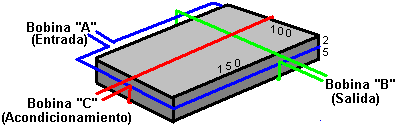 Bobina "A"
(Entrada)
100
2
5
150
Bobina "C"
(Acondicionamiento)
Bobina "B"
(Salida)